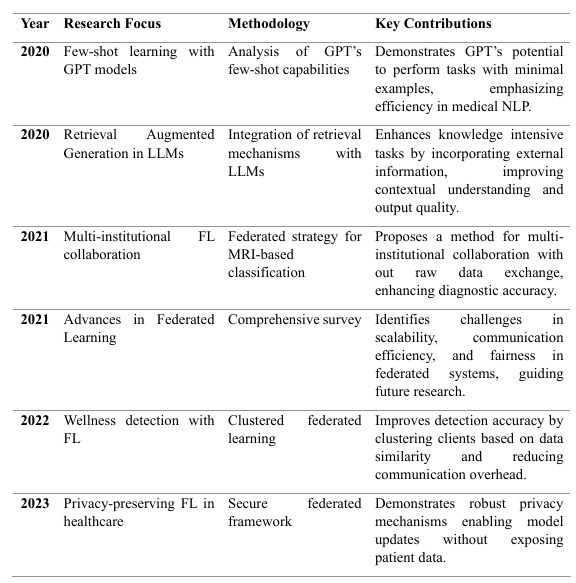 Year Research Focus Methodology Key Contributions
2020 Few-shot learning with Analysis of GPT’s Demonstrates GPT’s potential
GPT models few-shot capabilities to perform tasks with minimal
examples, emphasizing
efficiency in medical NLP.
2020 Retrieval Augmented Integration of retrieval Enhances knowledge intensive
Generation in LLMs mechanisms with tasks by incorporating external
LLMs information, improving
contextual understanding and
output quality.
2021 Multi-institutional FL Federated strategy for Proposes a method for multi-
collaboration MRI-based institutional collaboration with
classification out raw data exchange,
enhancing diagnostic accuracy.
2021 Advances in Federated Comprehensive survey Identifies challenges in
Learning scalability, communication
efficiency, and fairness in
federated systems, guiding
future research.
2022 Wellness detection with Clustered federated Improves detection accuracy by
FL learning clustering clients based on data
similarity and reducing
communication overhead.
2023 Privacy-preserving FL in Secure federated Demonstrates robust privacy
healthcare framework mechanisms enabling model
updates without exposing
patient data.